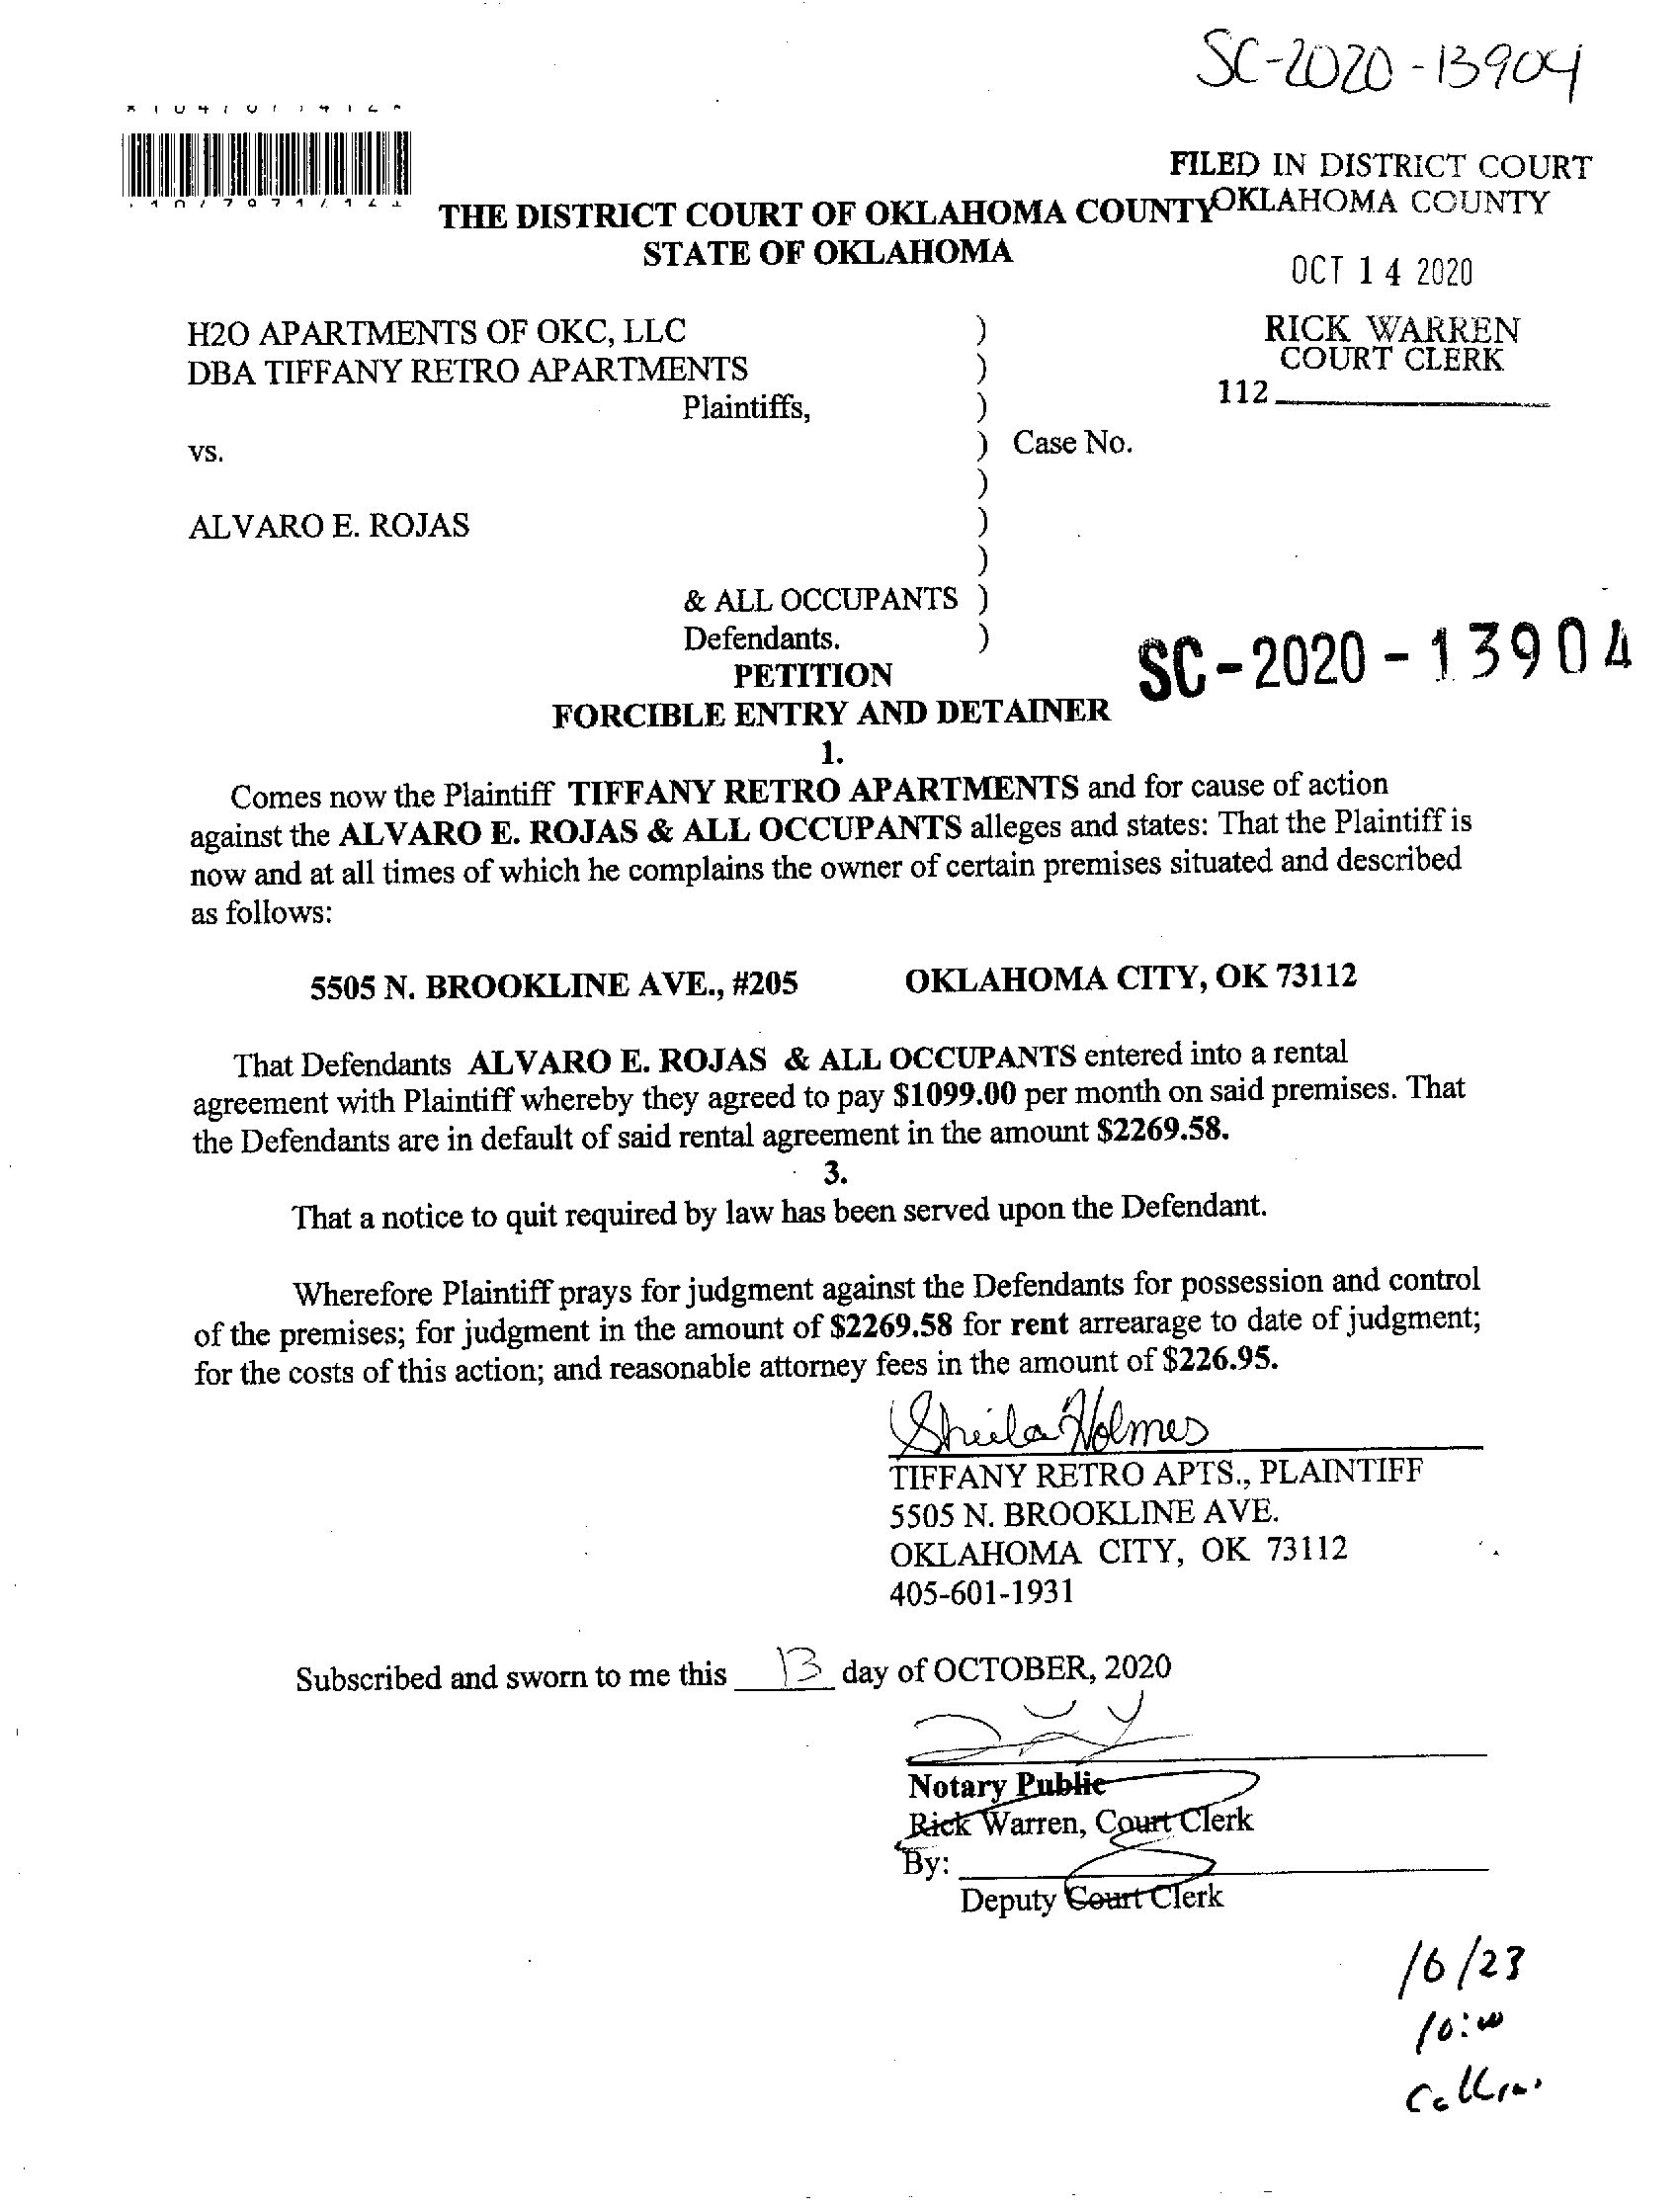 SC-2020-13904
FILED IN DISTRICT COURT
OKLAHOMA COUNTY
THE DISTRICT COURT OF OKLAHOMA COUNTY
STATE OF OKLAHOMA
OCT 14 2020
H2O APARTMENTS OF OKC, LLC )
RICK WARREN
DBA TIFFANY RETRO APARTMENTS )
COURT CLERK
Plaintiffs, )
112
vs. ) Case No.
)
ALVARO E. ROJAS )
)
& ALL OCCUPANTS )
Defendants. )
SC-2020-13904
PETITION
FORCIBLE ENTRY AND DETAINER
1.
Comes now the Plaintiff TIFFANY RETRO APARTMENTS and for cause of action
against the ALVARO E. ROJAS & ALL OCCUPANTS alleges and states: That the Plaintiff is
now and at all times of which he complains the owner of certain premises situated and described
as follows:
5505 N. BROOKLINE AVE., #205 OKLAHOMA CITY, OK 73112
That Defendants ALVARO E. ROJAS & ALL OCCUPANTS entered into a rental
agreement with Plaintiff whereby they agreed to pay $1099.00 per month on said premises. That
the Defendants are in default of said rental agreement in the amount $2269.58.
3.
That a notice to quit required by law has been served upon the Defendant.
Wherefore Plaintiff prays for judgment against the Defendants for possession and control
of the premises; for judgment in the amount of $2269.58 for rent arrearage to date of judgment;
for the costs of this action; and reasonable attorney fees in the amount of $226.95.
Sheila Holmes
TIFFANY RETRO APTS., PLAINTIFF
5505 N. BROOKLINE AVE.
OKLAHOMA CITY, OK 73112
405-601-1931
Subscribed and sworn to me this 13 day of OCTOBER, 2020
Notary Public
Rick Warren, Court Clerk
By:
Deputy Court Clerk
10/23
10:00